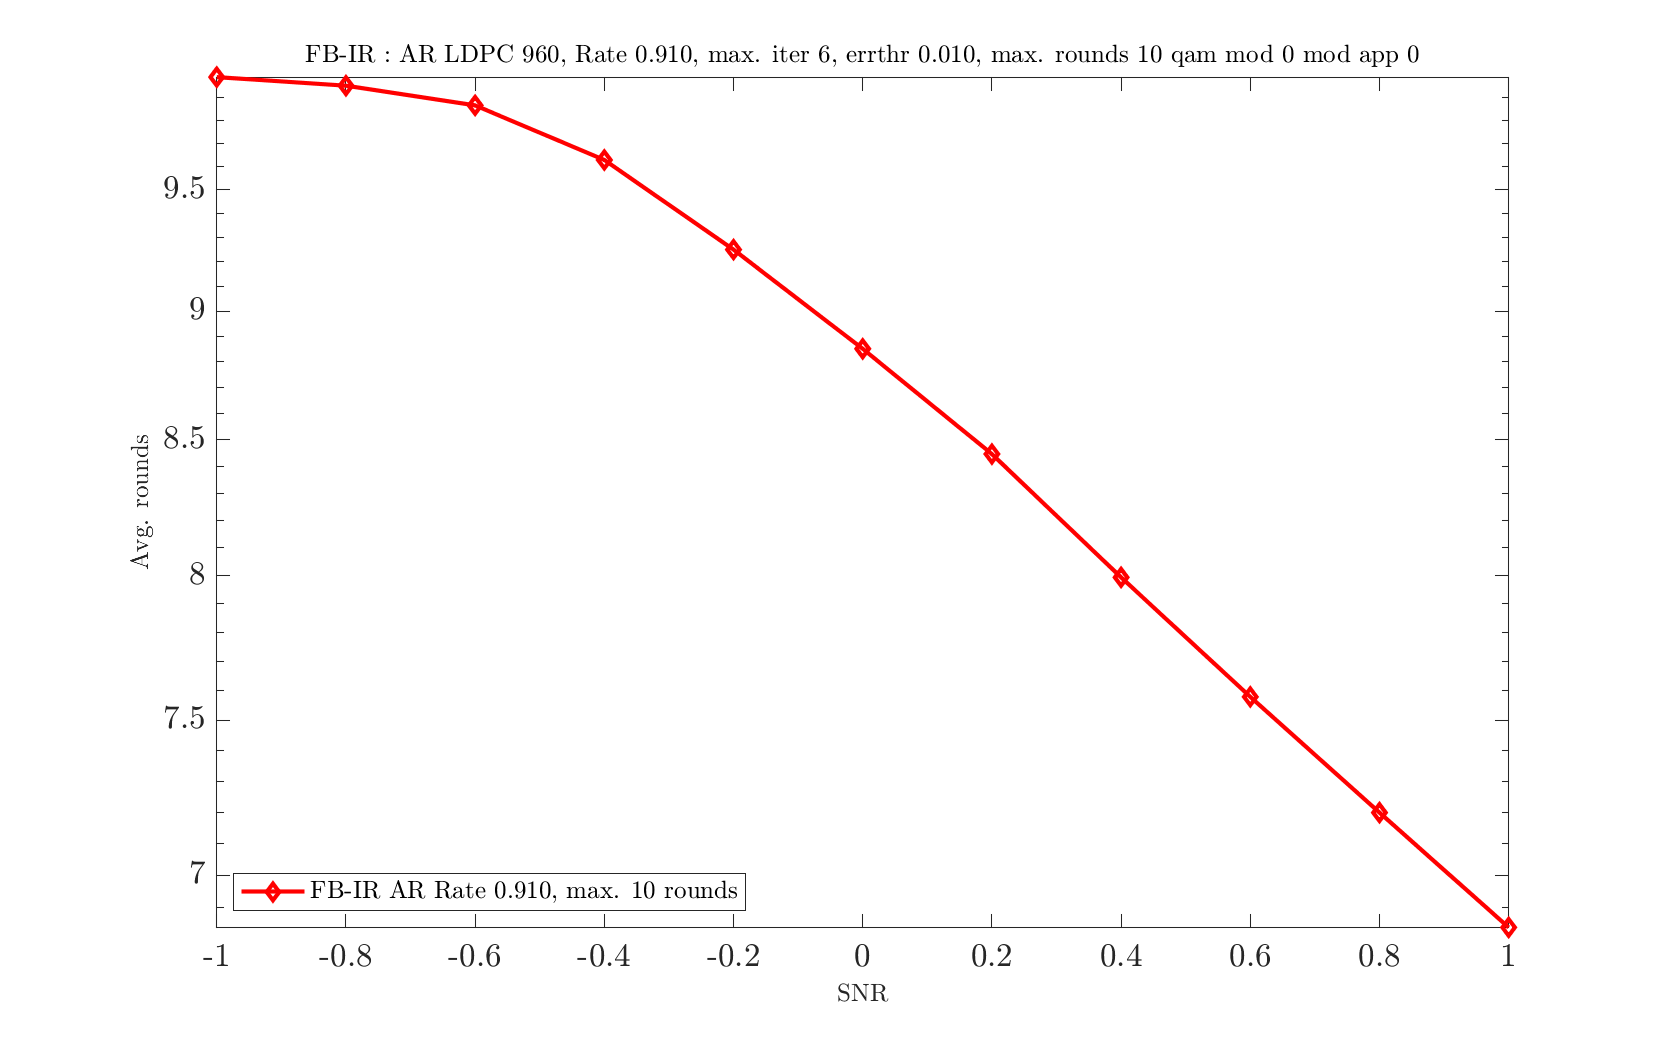 FB-IR : AR LDPC 960, Rate 0.910, max. iter 6, errthr 0.010, max. rounds 10 qam mod 0 mod app 0
9.5
9
8.5
8
7.5
7
Avg. rounds
FB-IR AR Rate 0.910, max. 10 rounds
-1 -0.8 -0.6 -0.4 -0.2 0 0.2 0.4 0.6 0.8 1
SNR